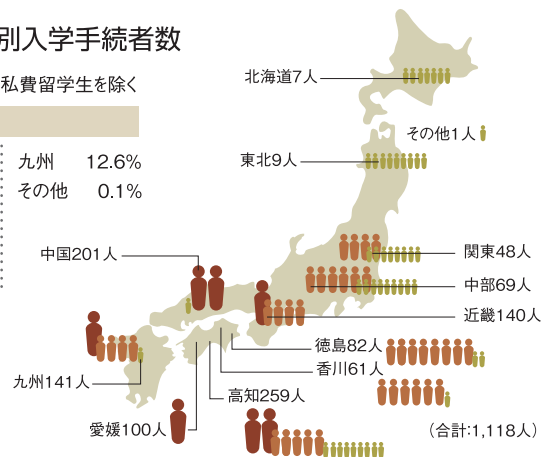 別入学手続者数
私費留学生を除く
九州 12.6%
その他 0.1%
北海道7人
その他1人
東北9人
中国201人
関東48人
中部69人
近畿140人
徳島82人
香川61人
九州141人
高知259人
愛媛100人
（合計:1,118人）